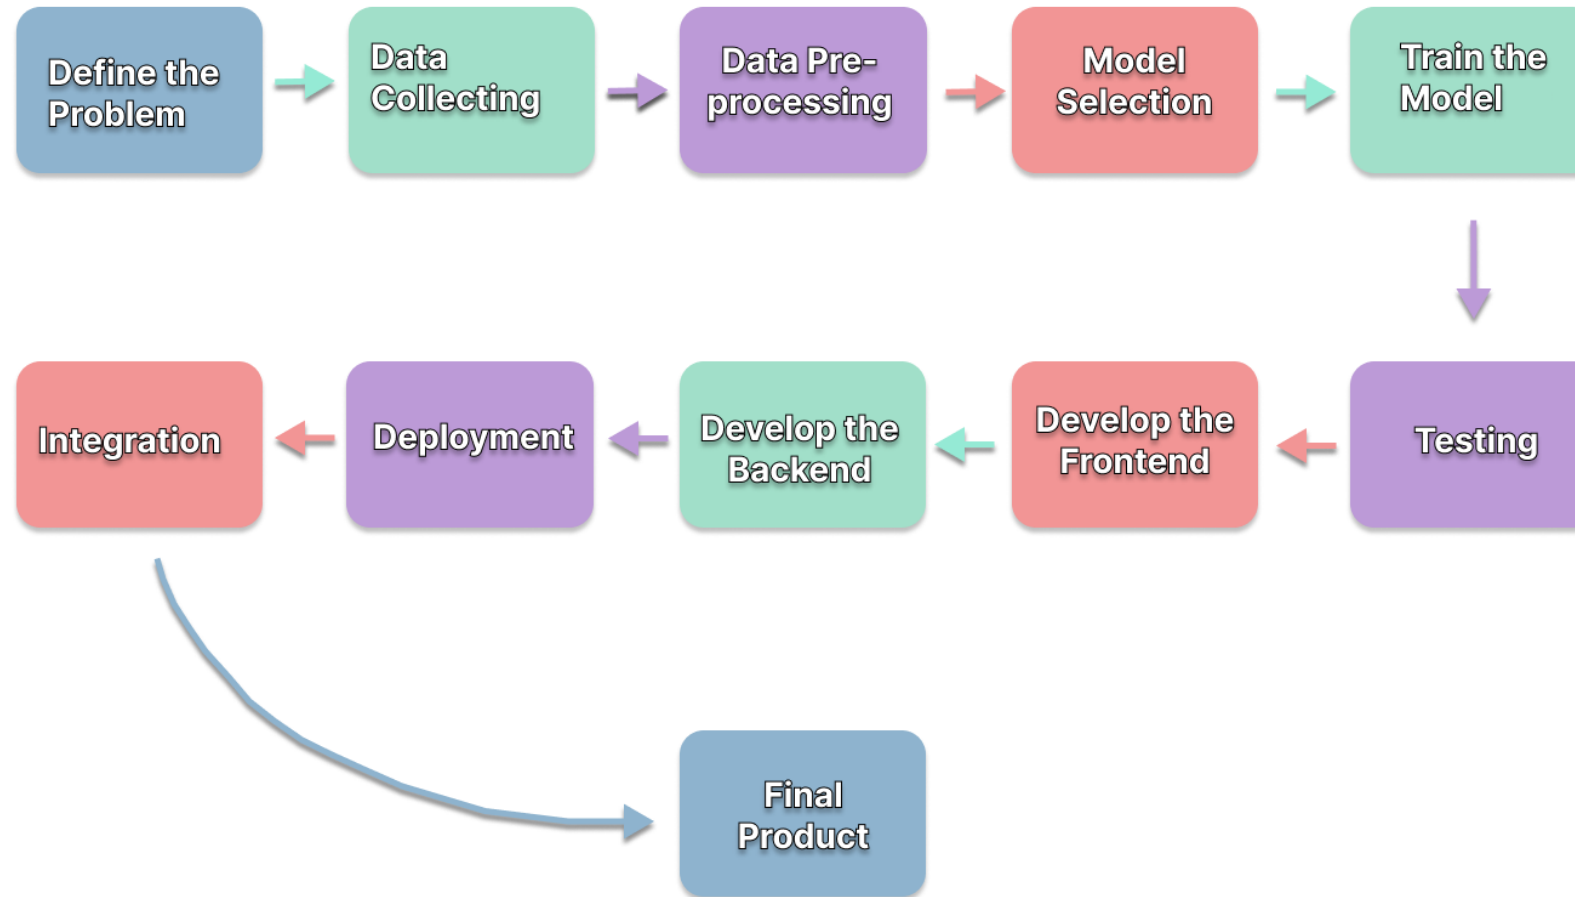 Define the
Problem
Data
Collecting
Data Pre-
processing
Model
Selection
Train the
Model
Testing
Develop the
Frontend
Develop the
Backend
Deployment
Integration
Final
Product